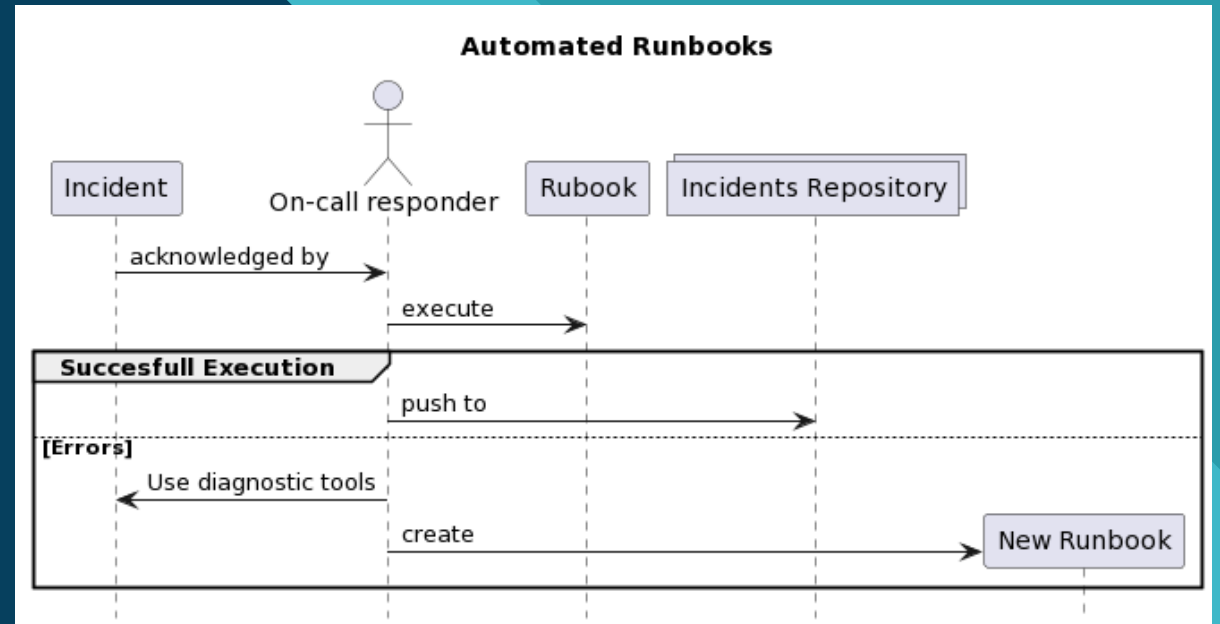 Automated Runbooks
Incident
On-call responder
Rubook
Incidents Repository
acknowledged by
execute
Succesfull Execution
push to
[Errors]
Use diagnostic tools
create
New Runbook